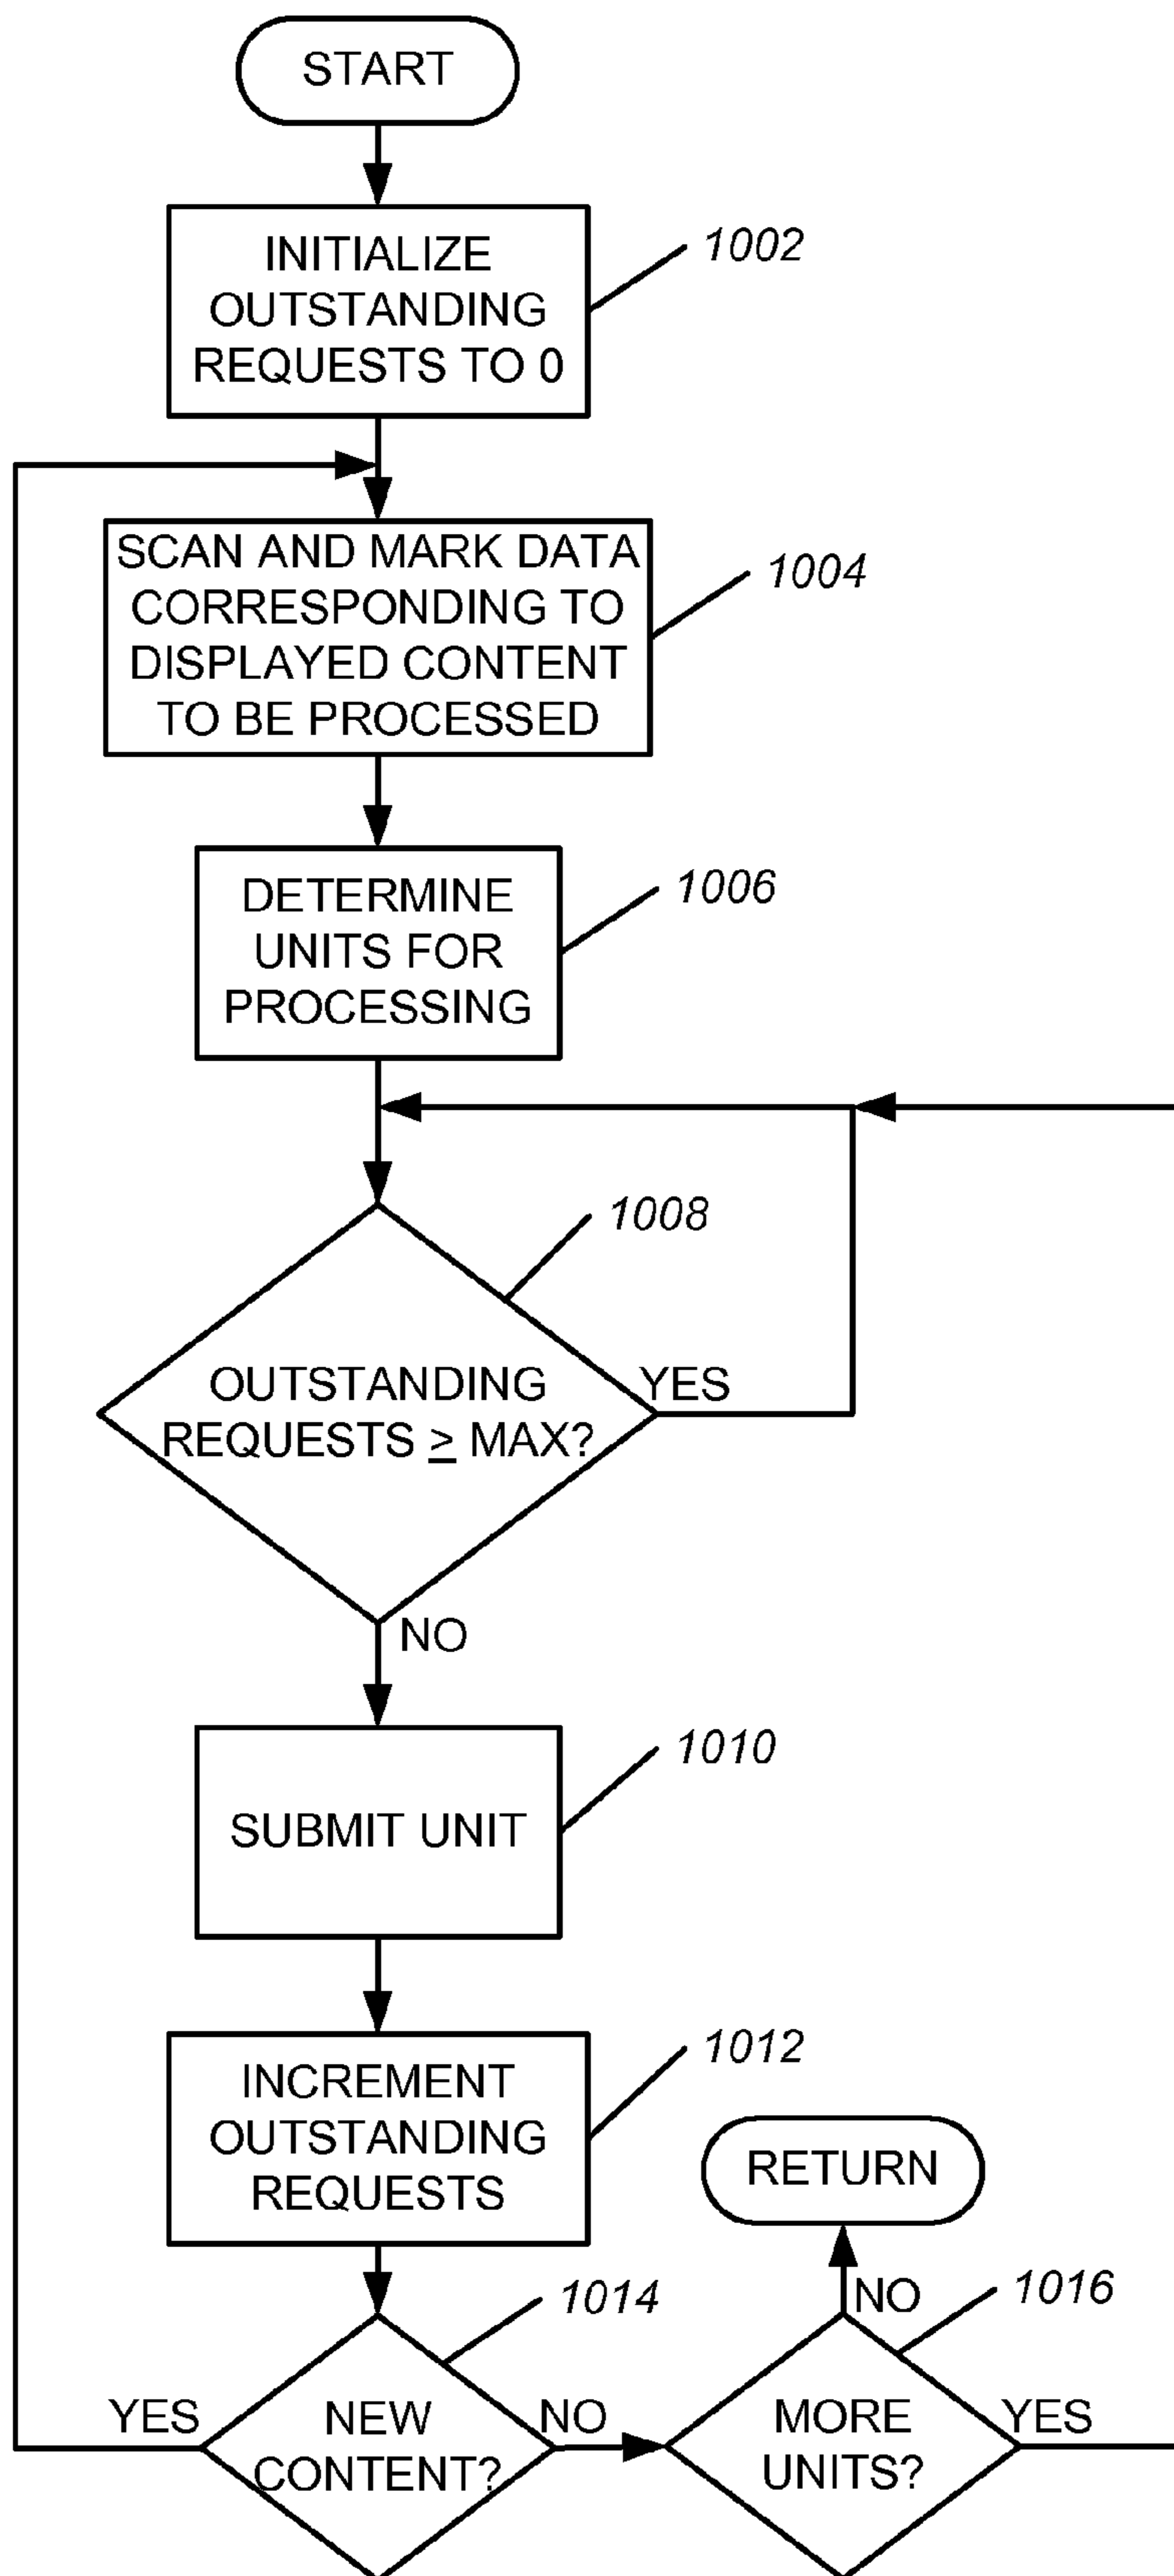 START
INITIALIZE
OUTSTANDING
REQUESTS TO 0
1002
SCAN AND MARK DATA
CORRESPONDING TO
DISPLAYED CONTENT
TO BE PROCESSED
1004
DETERMINE
UNITS FOR
PROCESSING
1006
1008
OUTSTANDING
REQUESTS ≥ MAX?
YES
NO
SUBMIT UNIT
1010
INCREMENT
OUTSTANDING
REQUESTS
1012
RETURN
1014
NEW
CONTENT?
YES
NO
1016
MORE
UNITS?
NO
YES